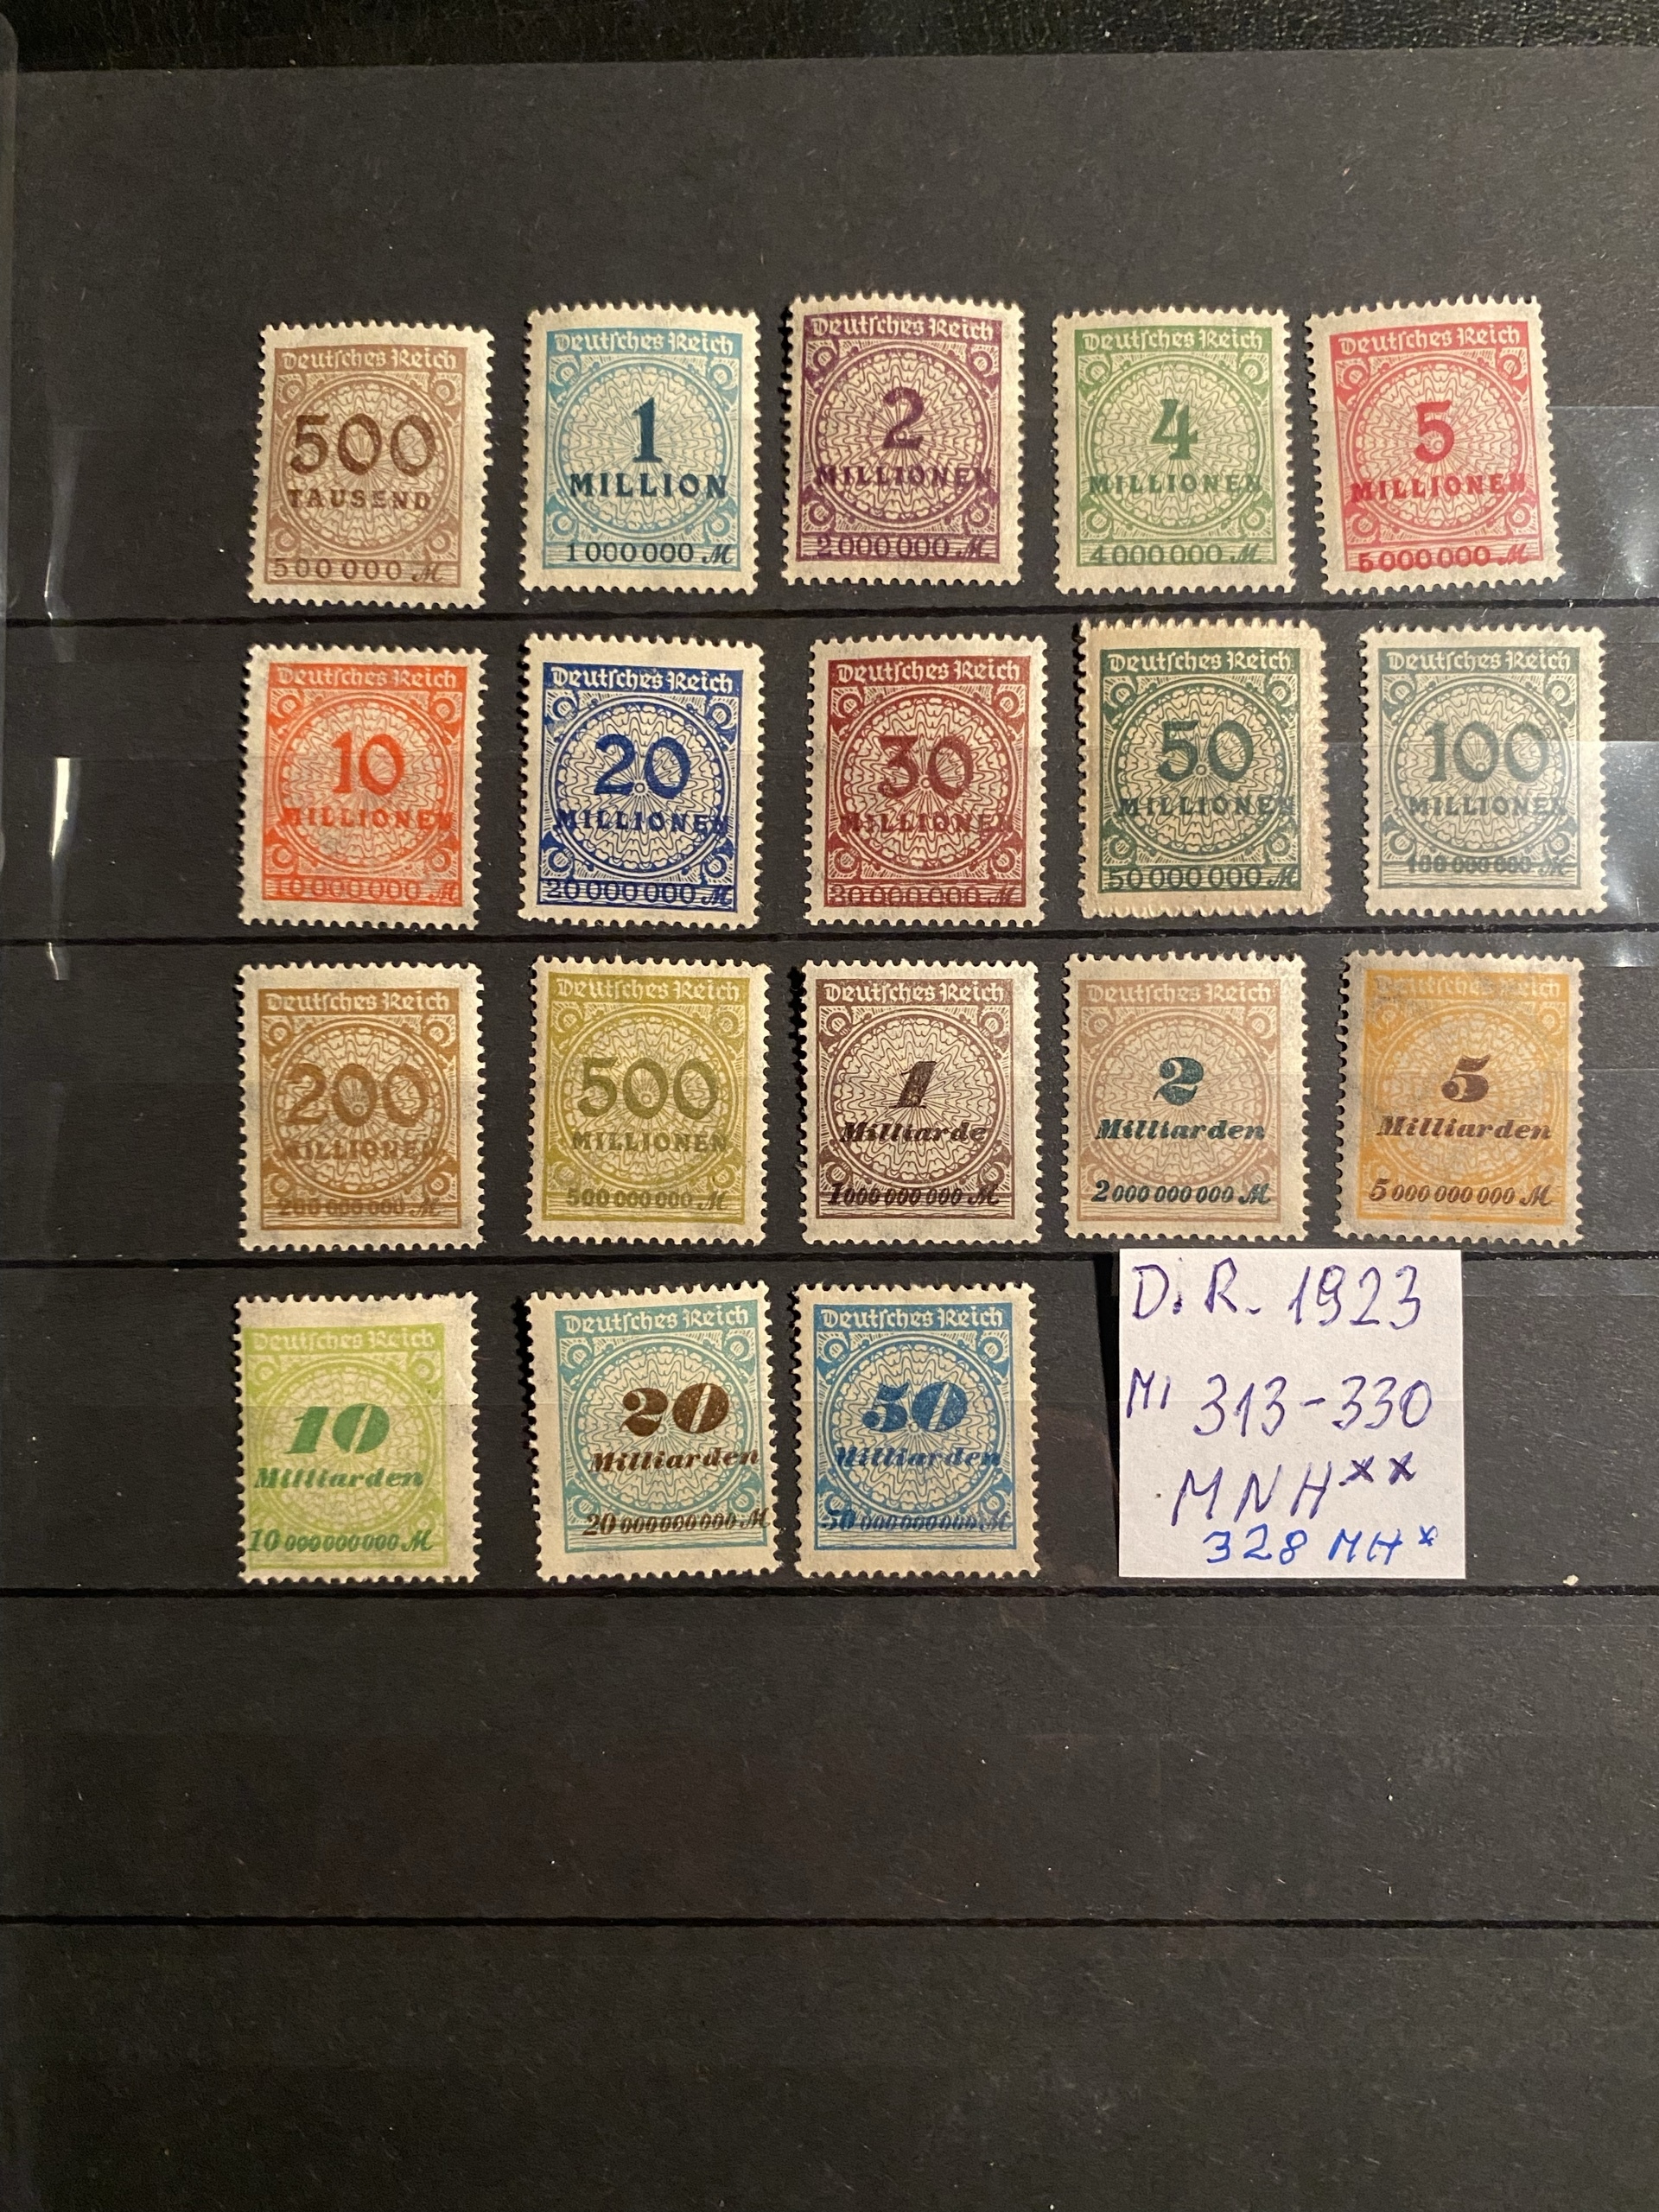 Deutsches Reich
500
TAUSEND
500000 M
Deutsches Reich
1
MILLION
1000000 M
Deutsches Reich
2
MILLIONEN
2000000 M
Deutsches Reich
4
MILLIONEN
4000000 M
Deutsches Reich
5
MILLIONEN
5000000 M
Deutsches Reich
10
MILLIONEN
10000000 M
Deutsches Reich
20
MILLIONEN
20000000 M
Deutsches Reich
30
MILLIONEN
30000000 M
Deutsches Reich
50
MILLIONEN
50000000 M
Deutsches Reich
100
MILLIONEN
100000000 M
Deutsches Reich
200
MILLIONEN
200000000 M
Deutsches Reich
500
MILLIONEN
500000000 M
Deutsches Reich
1
Milliarde
1000000000 M
Deutsches Reich
2
Milliarden
2000000000 M
Deutsches Reich
5
Milliarden
5000000000 M
Deutsches Reich
10
Milliarden
10000000000 M
Deutsches Reich
20
Milliarden
20000000000 M
Deutsches Reich
50
Milliarden
50000000000 M
D. R. 1923
Mi 313-330
MNH**
328 MH*